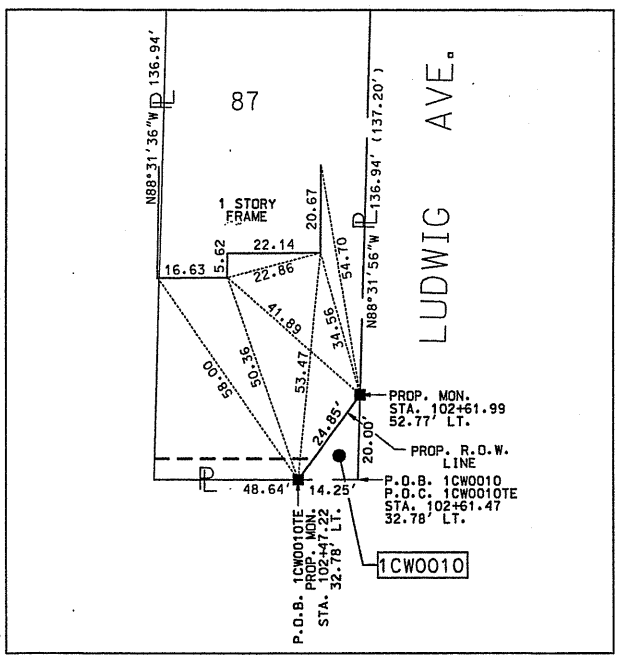 N88°31'36"W 136.94'
PL
87
LUDWIG AVE.
136.94' (137.20')
PL
N88°31'56"W
1 STORY
FRAME
20.67
5.62
22.14
22.86
16.63
54.70
34.56
41.89
53.47
50.36
58.00
24.85'
20.00'
PROP. MON.
STA. 102+61.99
52.77' LT.
PROP. R.O.W.
LINE
P.O.B. 1CW0010
P.O.C. 1CW0010TE
STA. 102+61.47
32.78' LT.
PL
48.64' 14.25'
P.O.B. 1CW0010TE
PROP. MON.
STA. 102+47.22
32.78' LT.
1CW0010